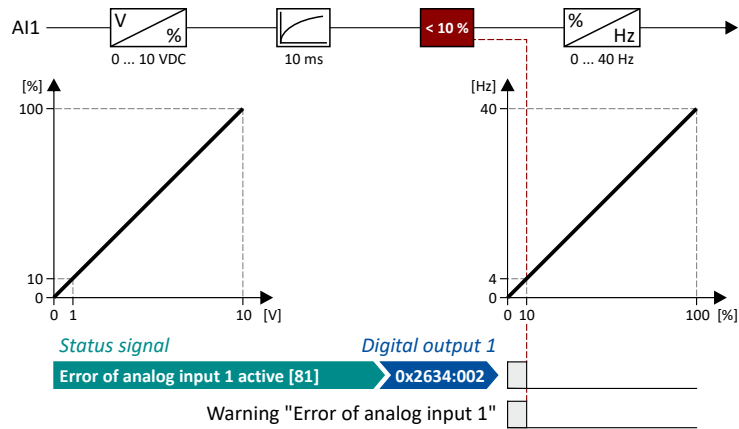 AI1
V
%
0 ... 10 VDC
10 ms
< 10 %
%
Hz
0 ... 40 Hz
[%]
100
10
0
0 1 10 [V]
[Hz]
40
4
0
0 10 100 [%]
Status signal
Digital output 1
Error of analog input 1 active [81]
0x2634:002
Warning "Error of analog input 1"